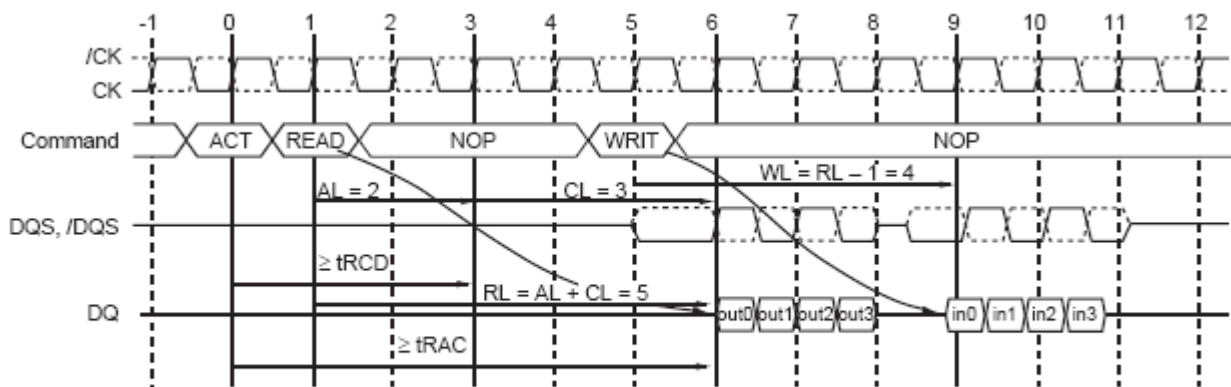 -1 0 1 2 3 4 5 6 7 8 9 10 11 12
/CK
CK
Command ACT READ NOP WRIT NOP
WL = RL – 1 = 4
AL = 2 CL = 3
DQS, /DQS
≥ tRCD
RL = AL + CL = 5
DQ out0 out1 out2 out3 in0 in1 in2 in3
≥ tRAC